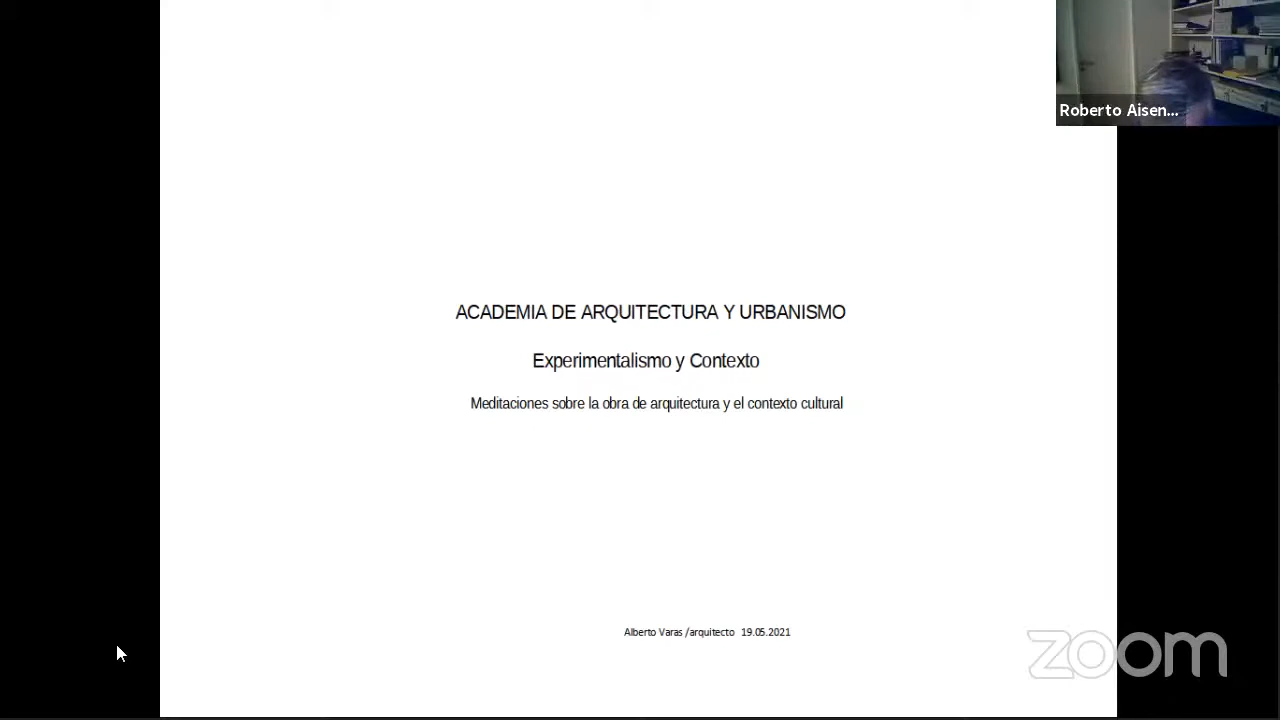 Roberto Aisen...
ACADEMIA DE ARQUITECTURA Y URBANISMO
Experimentalismo y Contexto
Meditaciones sobre la obra de arquitectura y el contexto cultural
Alberto Varas /arquitecto 19.05.2021
zoom